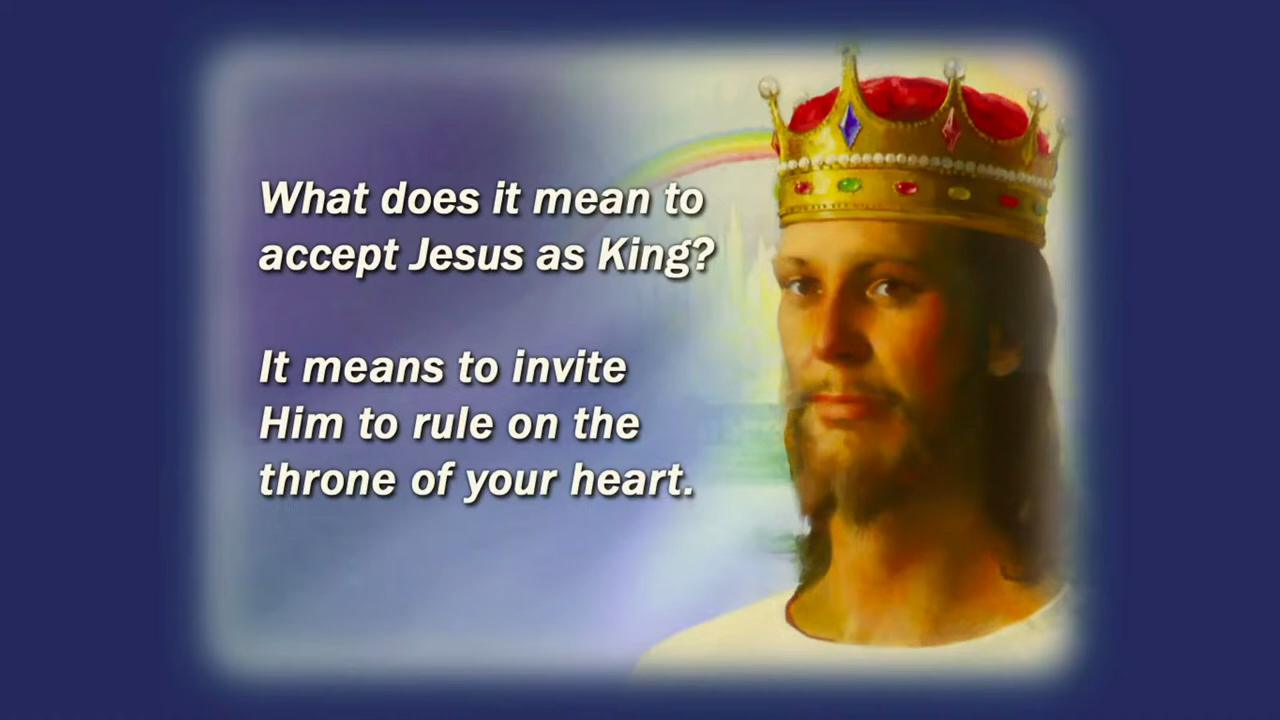 What does it mean to
accept Jesus as King?
It means to invite
Him to rule on the
throne of your heart.